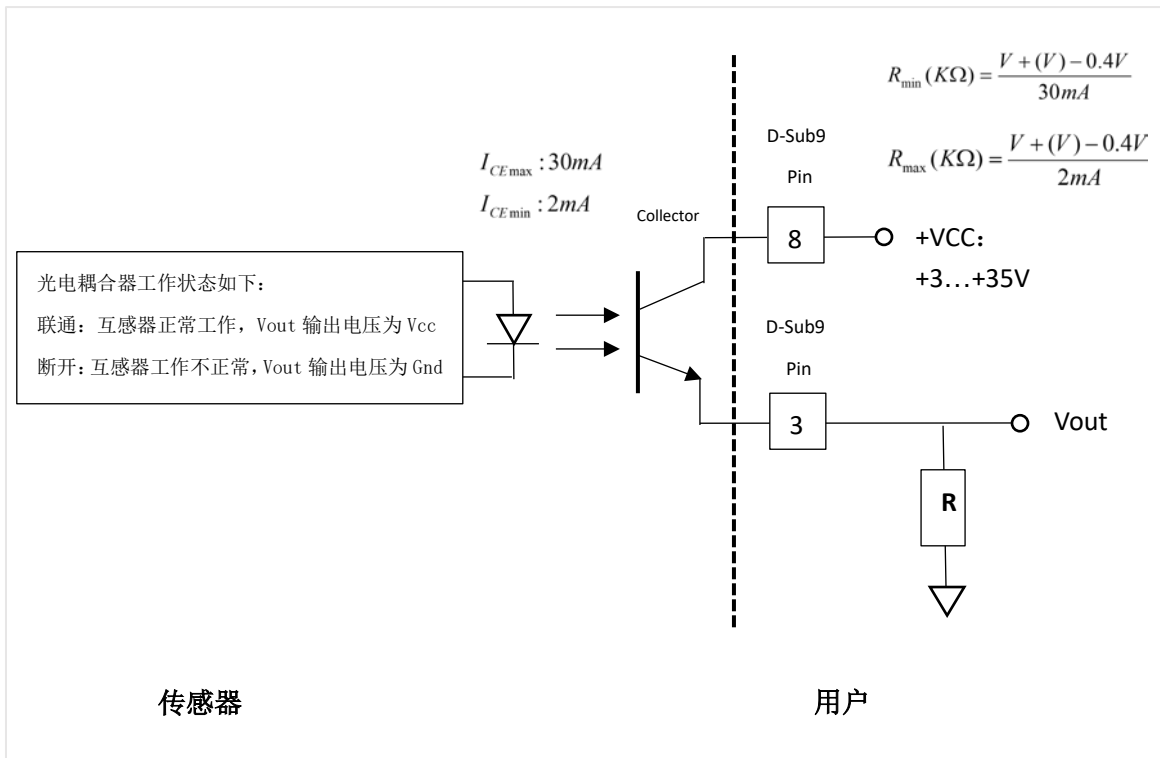 R_min(KΩ) = (V + (V) − 0.4V) / 30mA
R_max(KΩ) = (V + (V) − 0.4V) / 2mA
I_CEmax : 30mA
I_CEmin : 2mA
光电耦合器工作状态如下:
联通: 互感器正常工作, Vout 输出电压为 Vcc
断开: 互感器工作不正常, Vout 输出电压为 Gnd
Collector
D-Sub9
Pin
8
+VCC:
+3…+35V
D-Sub9
Pin
3
Vout
R
传感器
用户